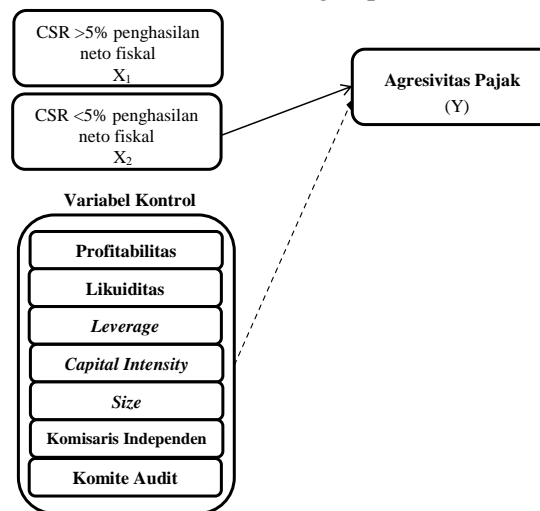 CSR >5% penghasilan
neto fiskal
X1
CSR <5% penghasilan
neto fiskal
X2
Agresivitas Pajak
(Y)
Variabel Kontrol
Profitabilitas
Likuiditas
Leverage
Capital Intensity
Size
Komisaris Independen
Komite Audit